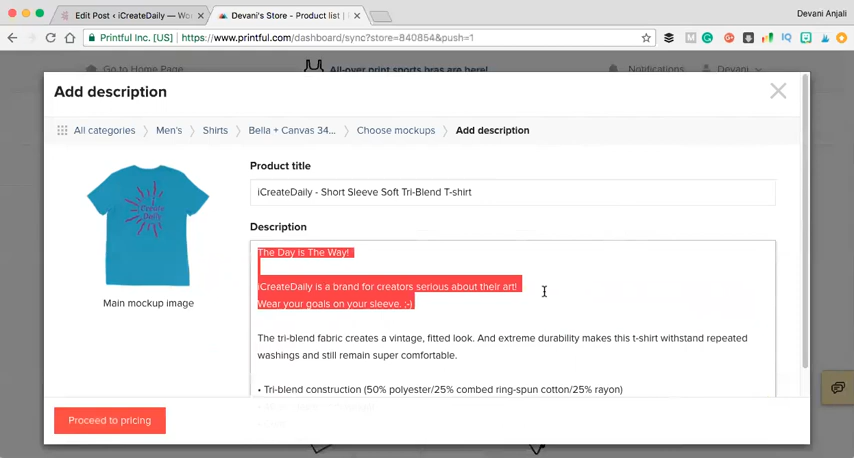 Edit Post ‹ iCreateDaily — Wo
Devani's Store - Product list |
Devani Anjali
Printful Inc. [US] | https://www.printful.com/dashboard/sync?store=840854&push=1
Go to Home Page
All-over print sports bras are here!
Notifications
Devani
Add description
All categories
Men's
Shirts
Bella + Canvas 34...
Choose mockups
Add description
Product title
iCreateDaily - Short Sleeve Soft Tri-Blend T-shirt
I Create
Daily
Main mockup image
Description
The Day Is The Way!
iCreateDaily is a brand for creators serious about their art!
Wear your goals on your sleeve. ;-)
The tri-blend fabric creates a vintage, fitted look. And extreme durability makes this t-shirt withstand repeated
washings and still remain super comfortable.
• Tri-blend construction (50% polyester/25% combed ring-spun cotton/25% rayon)
Proceed to pricing